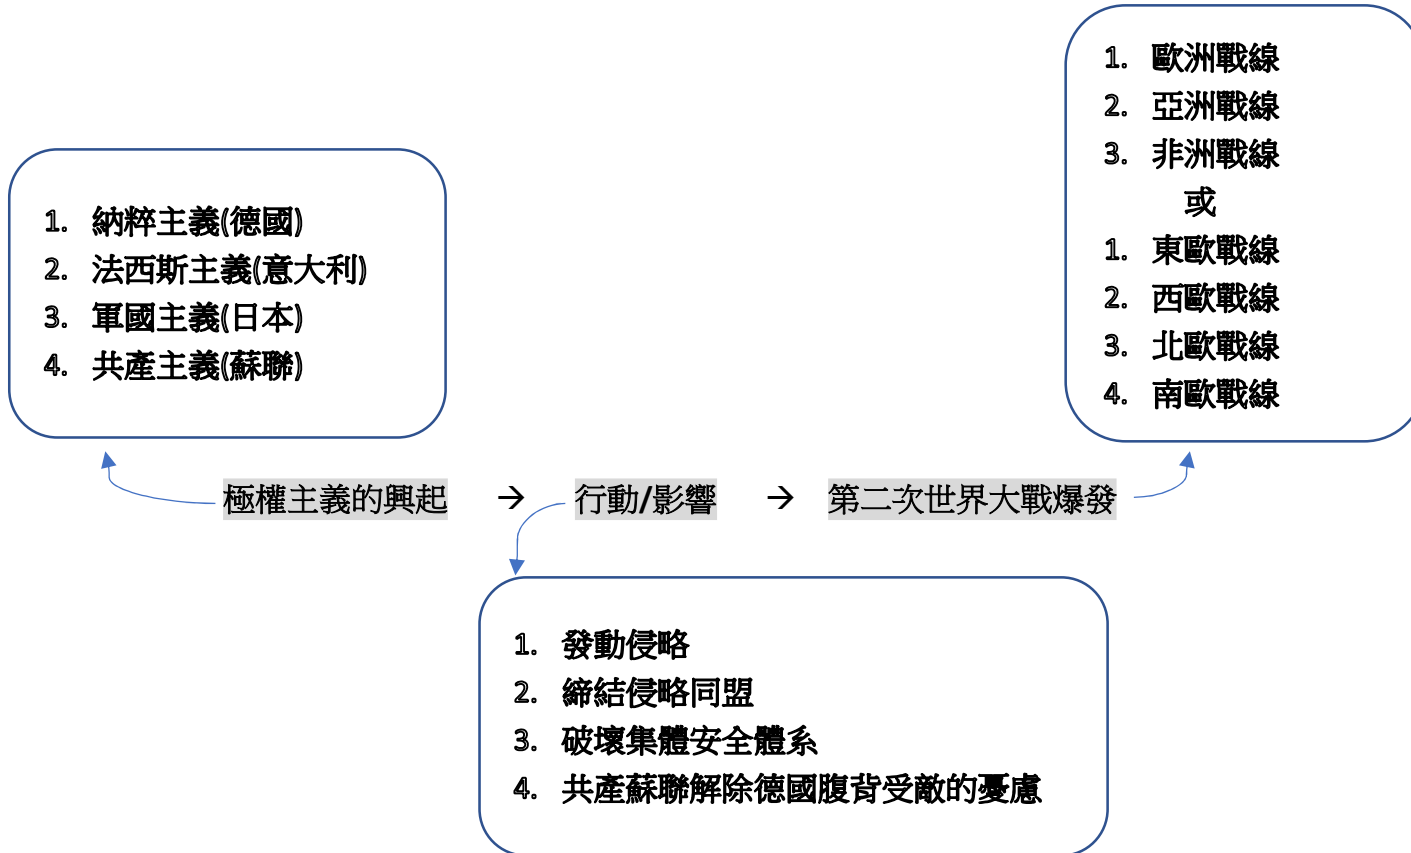 1. 歐洲戰線
2. 亞洲戰線
3. 非洲戰線
或
1. 東歐戰線
2. 西歐戰線
3. 北歐戰線
4. 南歐戰線
1. 納粹主義(德國)
2. 法西斯主義(意大利)
3. 軍國主義(日本)
4. 共產主義(蘇聯)
極權主義的興起 → 行動/影響 → 第二次世界大戰爆發
1. 發動侵略
2. 締結侵略同盟
3. 破壞集體安全體系
4. 共產蘇聯解除德國腹背受敵的憂慮